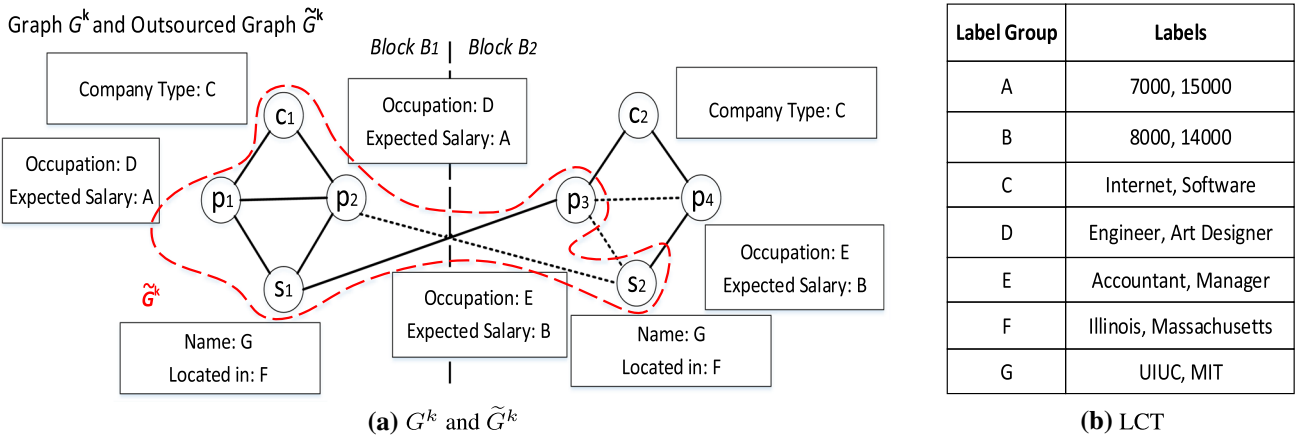 Graph Gᵏ and Outsourced Graph G̃ᵏ
Block B₁
Block B₂
Company Type: C
Occupation: D
Expected Salary: A
Company Type: C
Occupation: D
Expected Salary: A
c₁
c₂
p₁
p₂
p₃
p₄
s₁
s₂
G̃ᵏ
Occupation: E
Expected Salary: B
Occupation: E
Expected Salary: B
Name: G
Located in: F
Name: G
Located in: F
(a) Gᵏ and G̃ᵏ
Label Group Labels
A 7000, 15000
B 8000, 14000
C Internet, Software
D Engineer, Art Designer
E Accountant, Manager
F Illinois, Massachusetts
G UIUC, MIT
(b) LCT